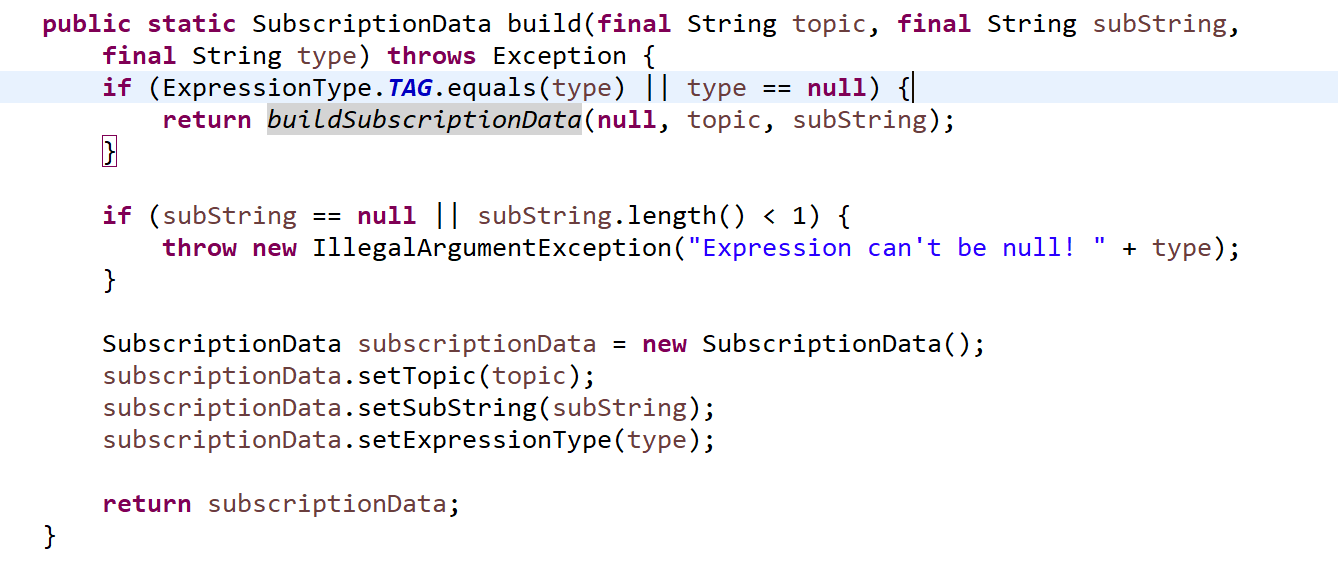 public static SubscriptionData build(final String topic, final String subString,
    final String type) throws Exception {
    if (ExpressionType.TAG.equals(type) || type == null) {
        return buildSubscriptionData(null, topic, subString);
    }

    if (subString == null || subString.length() < 1) {
        throw new IllegalArgumentException("Expression can't be null! " + type);
    }

    SubscriptionData subscriptionData = new SubscriptionData();
    subscriptionData.setTopic(topic);
    subscriptionData.setSubString(subString);
    subscriptionData.setExpressionType(type);

    return subscriptionData;
}